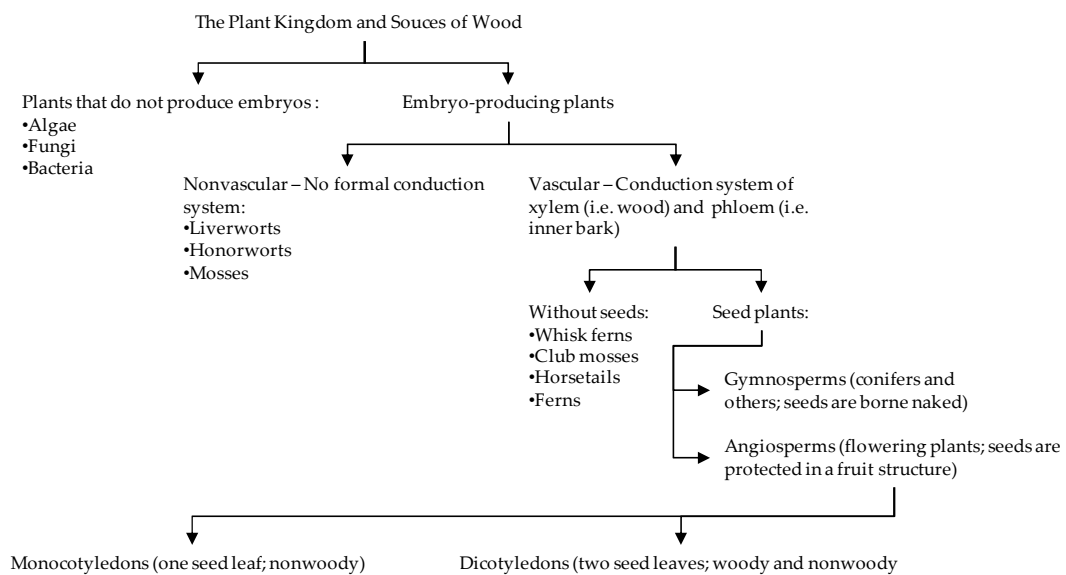 The Plant Kingdom and Souces of Wood
Plants that do not produce embryos :
•Algae
•Fungi
•Bacteria
Embryo-producing plants
Nonvascular – No formal conduction
system:
•Liverworts
•Honorworts
•Mosses
Vascular – Conduction system of
xylem (i.e. wood) and phloem (i.e.
inner bark)
Without seeds:
•Whisk ferns
•Club mosses
•Horsetails
•Ferns
Seed plants:
Gymnosperms (conifers and
others; seeds are borne naked)
Angiosperms (flowering plants; seeds are
protected in a fruit structure)
Monocotyledons (one seed leaf; nonwoody)
Dicotyledons (two seed leaves; woody and nonwoody